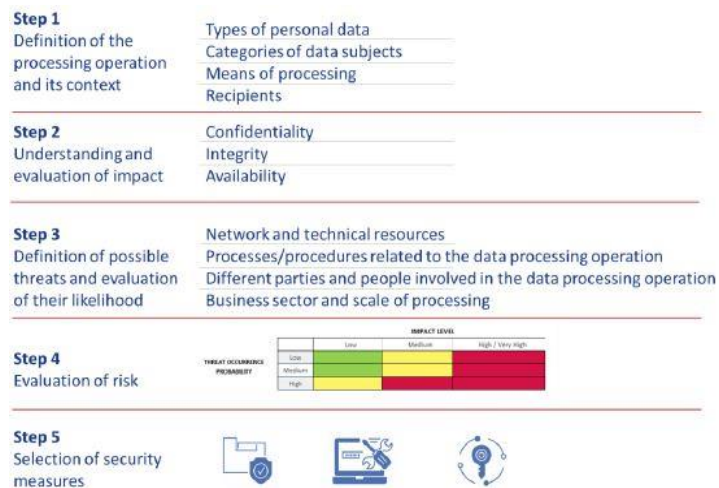 Step 1
Definition of the
processing operation
and its context
Types of personal data
Categories of data subjects
Means of processing
Recipients
Step 2
Understanding and
evaluation of impact
Confidentiality
Integrity
Availability
Step 3
Definition of possible
threats and evaluation
of their likelihood
Network and technical resources
Processes/procedures related to the data processing operation
Different parties and people involved in the data processing operation
Business sector and scale of processing
Step 4
Evaluation of risk
IMPACT LEVEL
Low Medium High / Very High
THREAT OCCURRENCE
PROBABILITY
Low
Medium
High
Step 5
Selection of security
measures